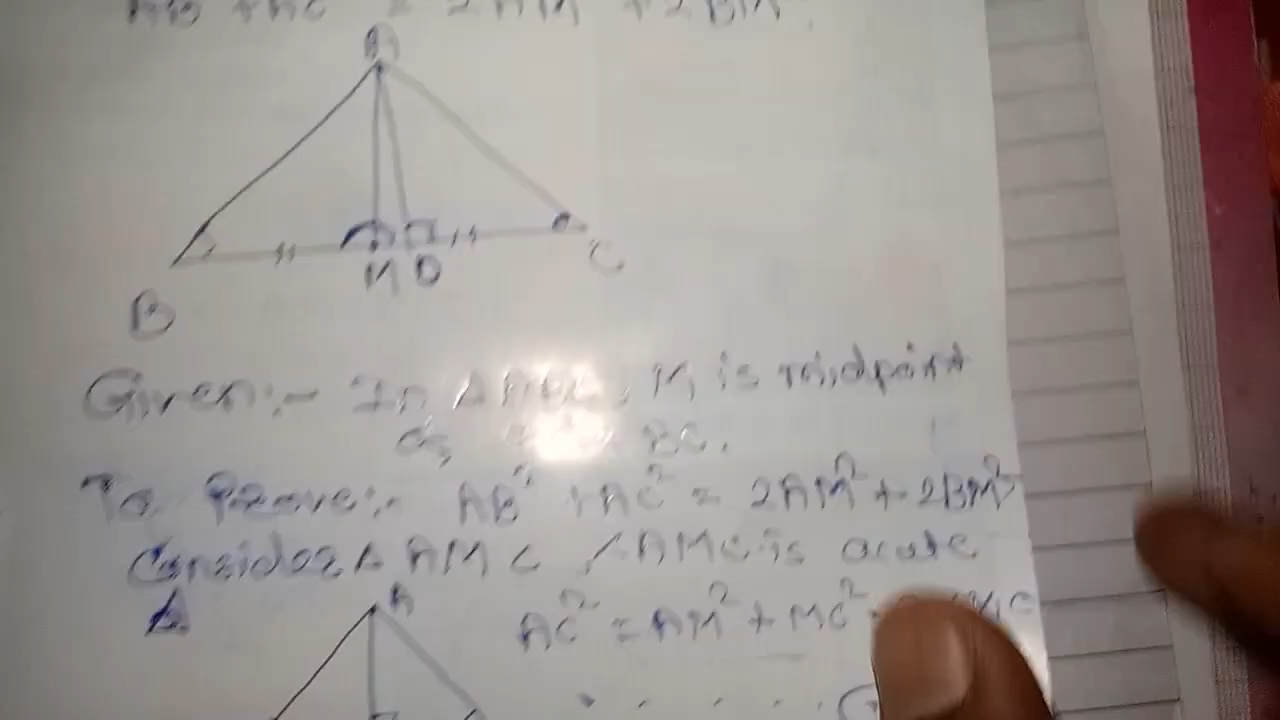 A
M D
C
B
Given:- In Δ ABC, M is midpoint
BC.
To Prove:- AB² + AC² = 2AM² + 2BM²
Consider Δ AMC ∠AMC is acute
A
AC² = AM² + MC²